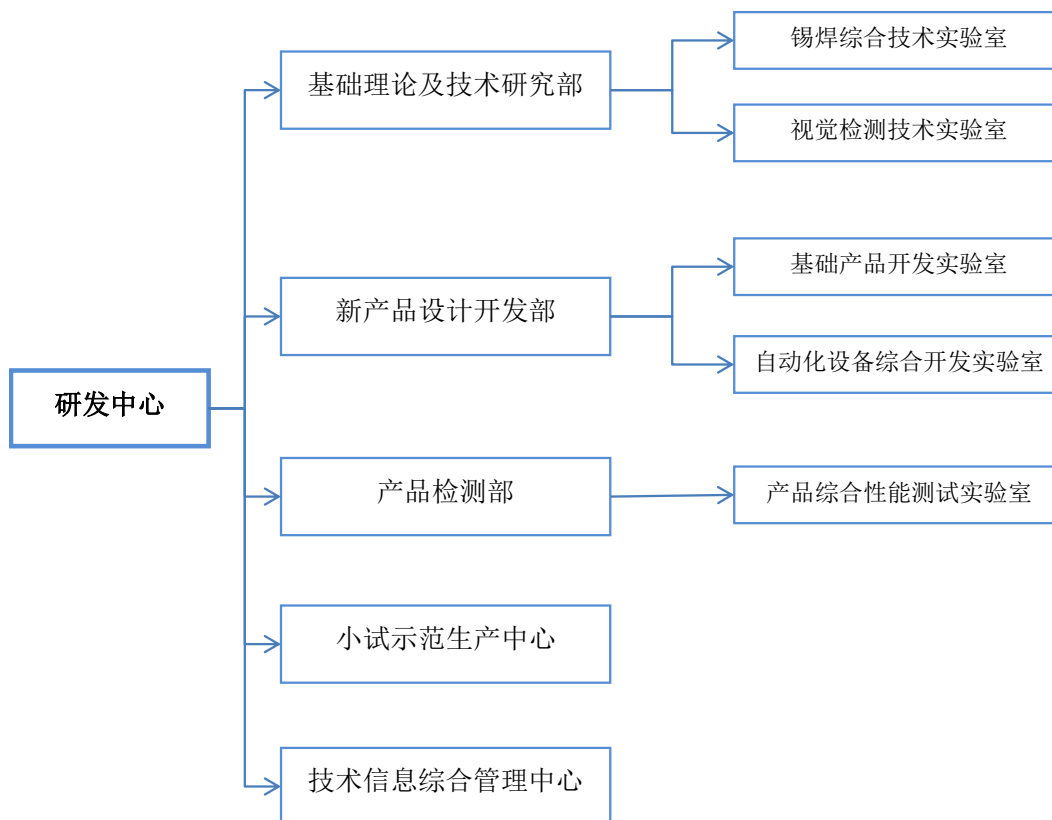 研发中心
基础理论及技术研究部
锡焊综合技术实验室
视觉检测技术实验室
新产品设计开发部
基础产品开发实验室
自动化设备综合开发实验室
产品检测部
产品综合性能测试实验室
小试示范生产中心
技术信息综合管理中心